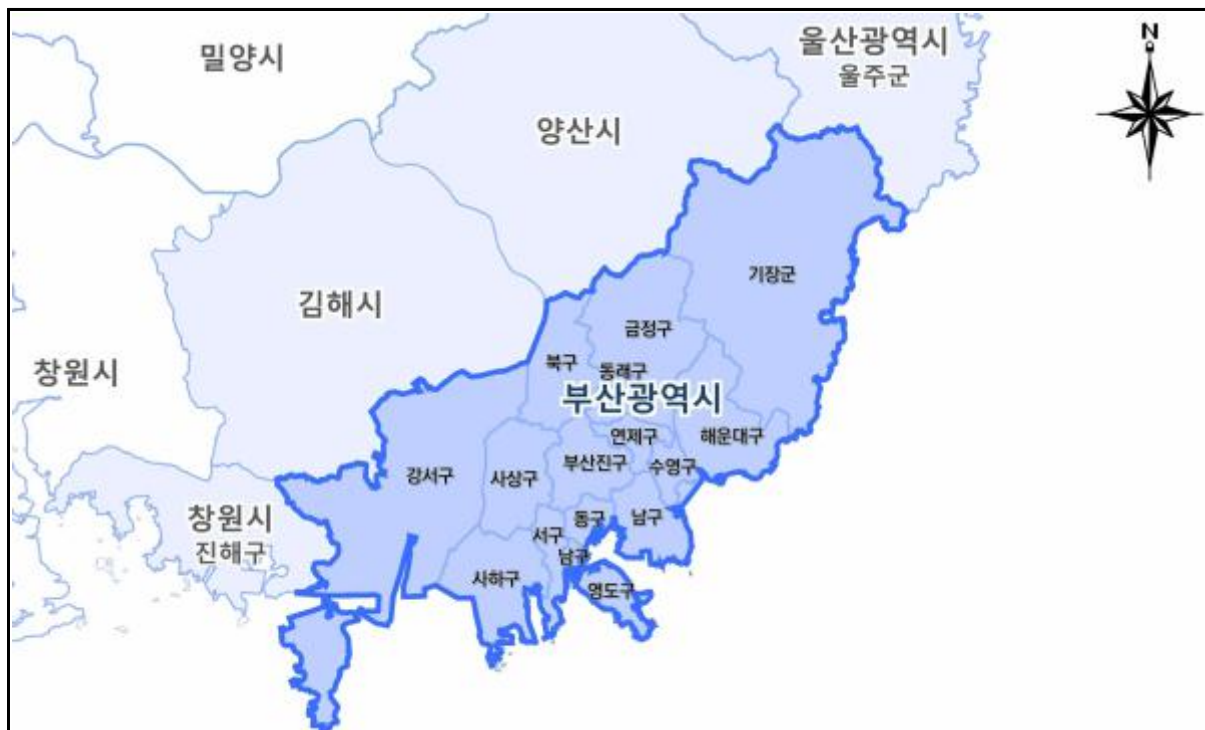 울산광역시
울주군
N
밀양시
양산시
기장군
김해시
금정구
북구
동래구
창원시
부산광역시
연제구
해운대구
부산진구
수영구
강서구
사상구
창원시
진해구
동구
남구
서구
남구
사하구
영도구